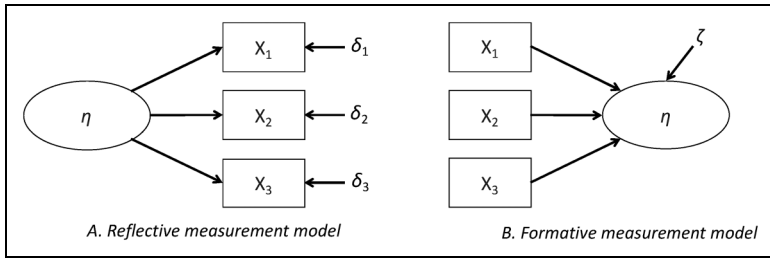 X₁ δ₁
η X₂ δ₂
X₃ δ₃
A. Reflective measurement model
ζ
X₁
X₂ η
X₃
B. Formative measurement model